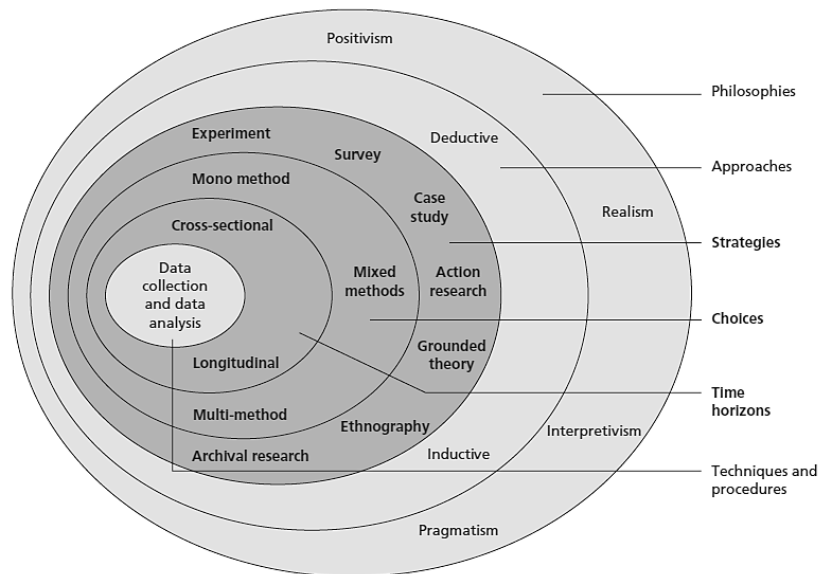 Positivism
Philosophies
Experiment
Deductive
Survey
Approaches
Mono method
Case
study
Realism
Cross-sectional
Strategies
Data
collection
and data
analysis
Mixed
methods
Action
research
Choices
Grounded
theory
Longitudinal
Time
horizons
Multi-method
Ethnography
Interpretivism
Archival research
Inductive
Techniques and
procedures
Pragmatism